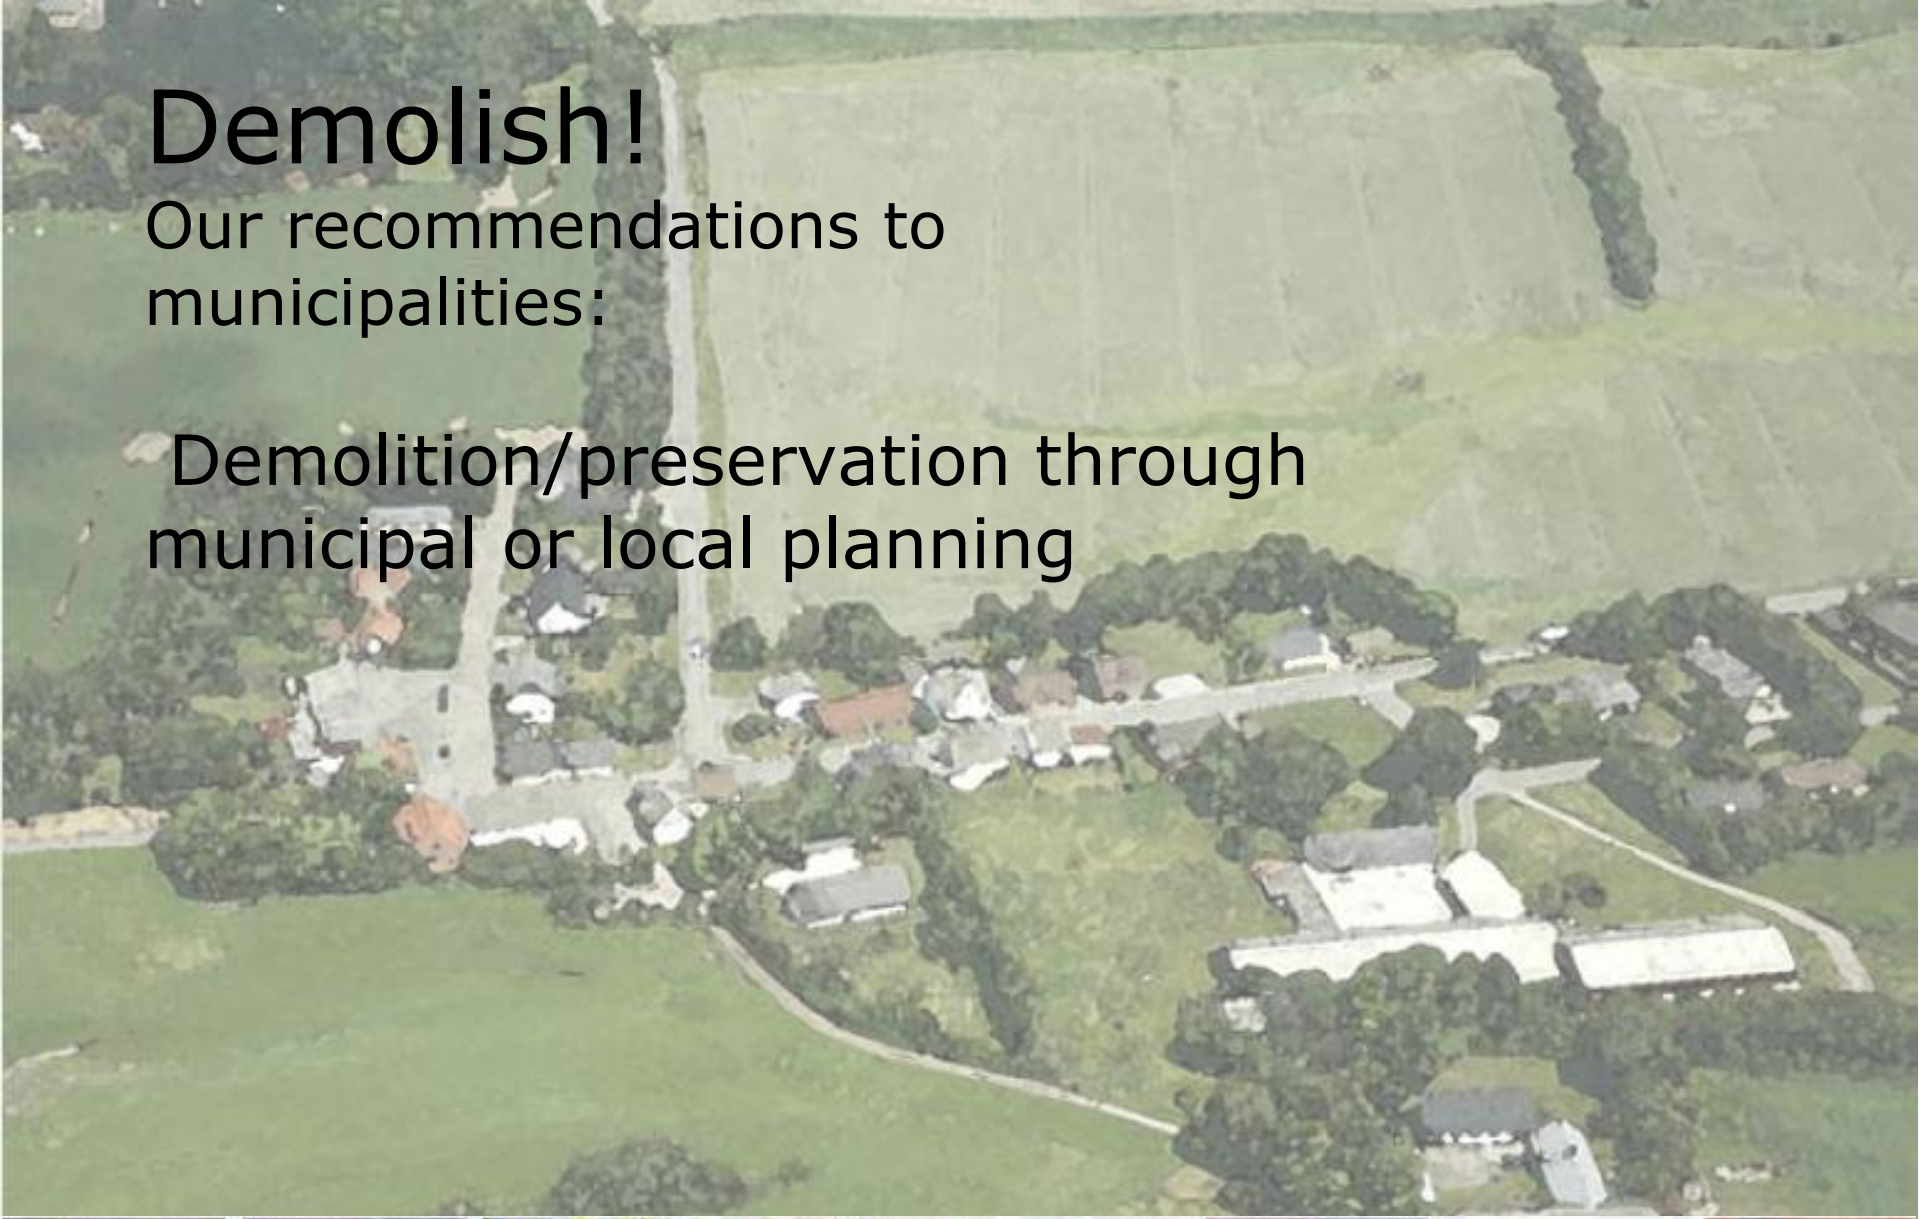 Demolish!
Our recommendations to
municipalities:
Demolition/preservation through
municipal or local planning